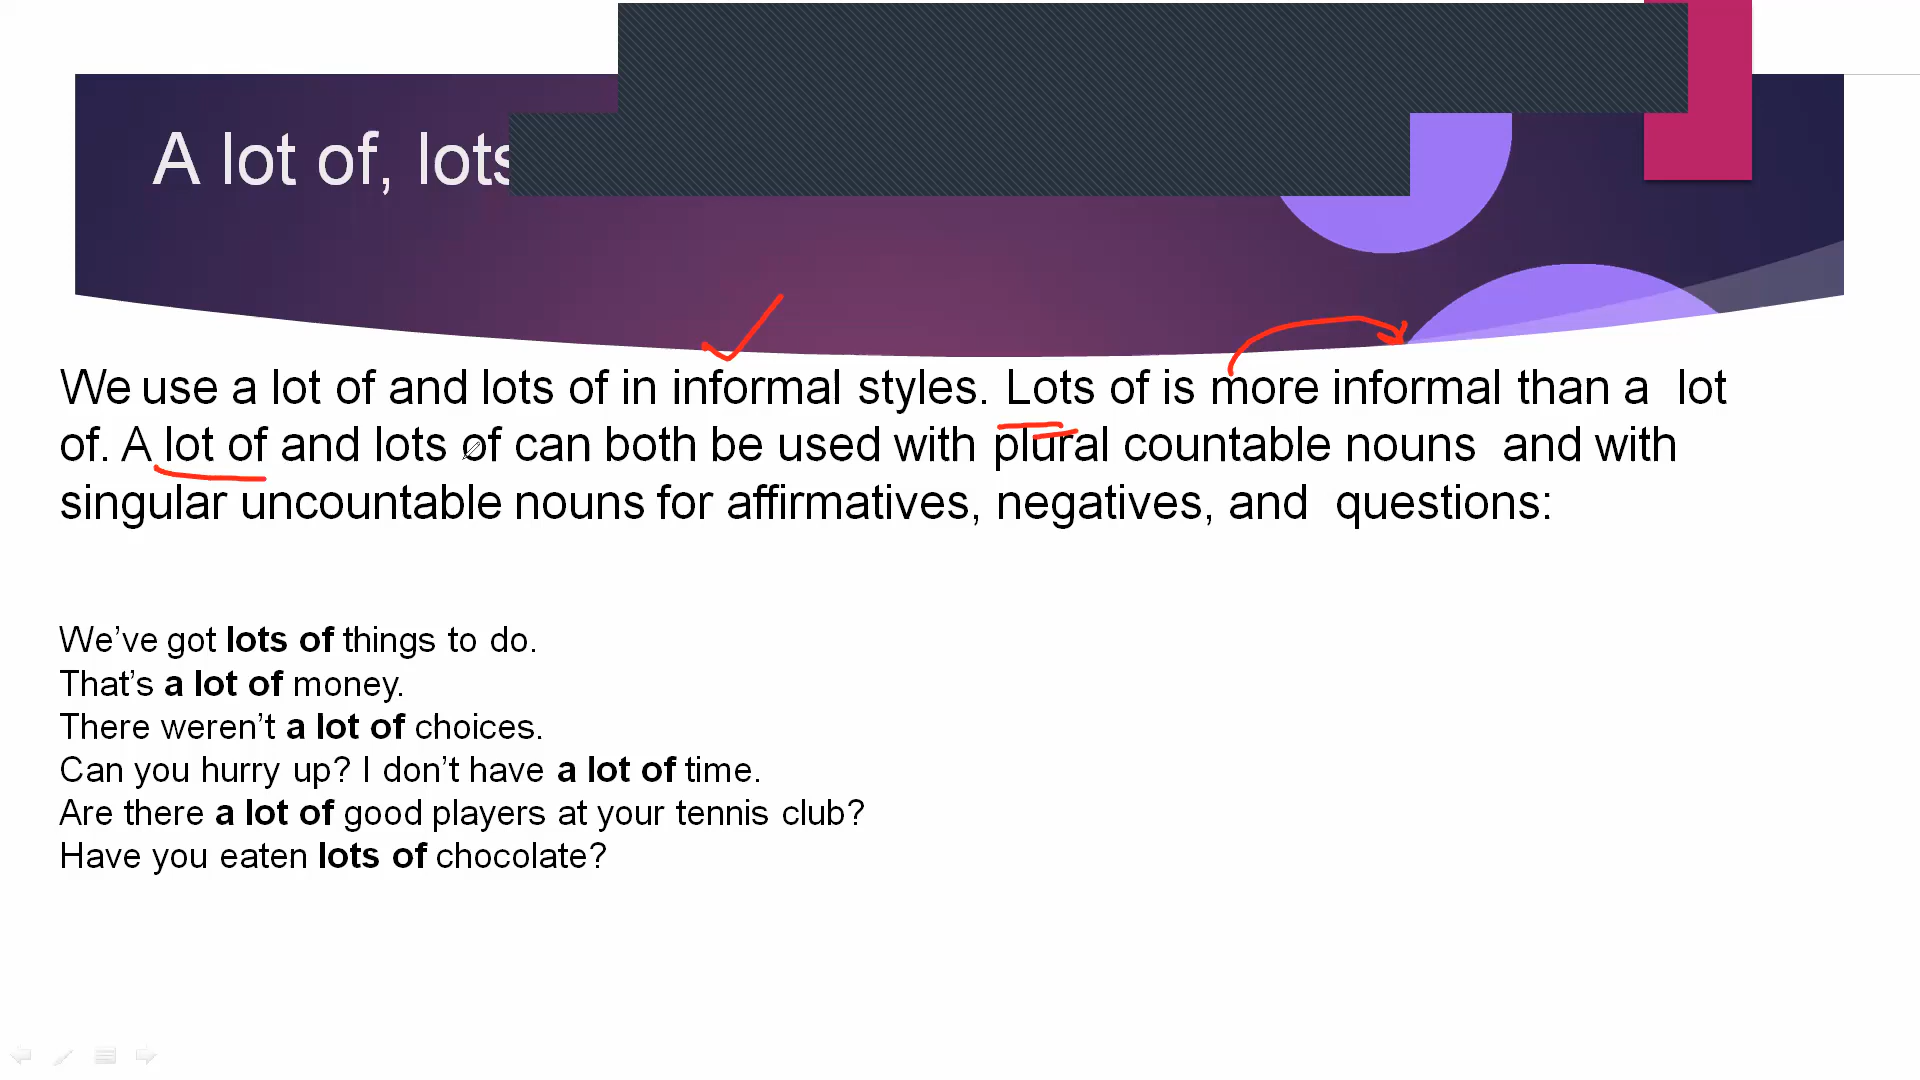 A lot of, lots
We use a lot of and lots of in informal styles. Lots of is more informal than a lot
of. A lot of and lots of can both be used with plural countable nouns and with
singular uncountable nouns for affirmatives, negatives, and questions:
We’ve got lots of things to do.
That’s a lot of money.
There weren’t a lot of choices.
Can you hurry up? I don’t have a lot of time.
Are there a lot of good players at your tennis club?
Have you eaten lots of chocolate?